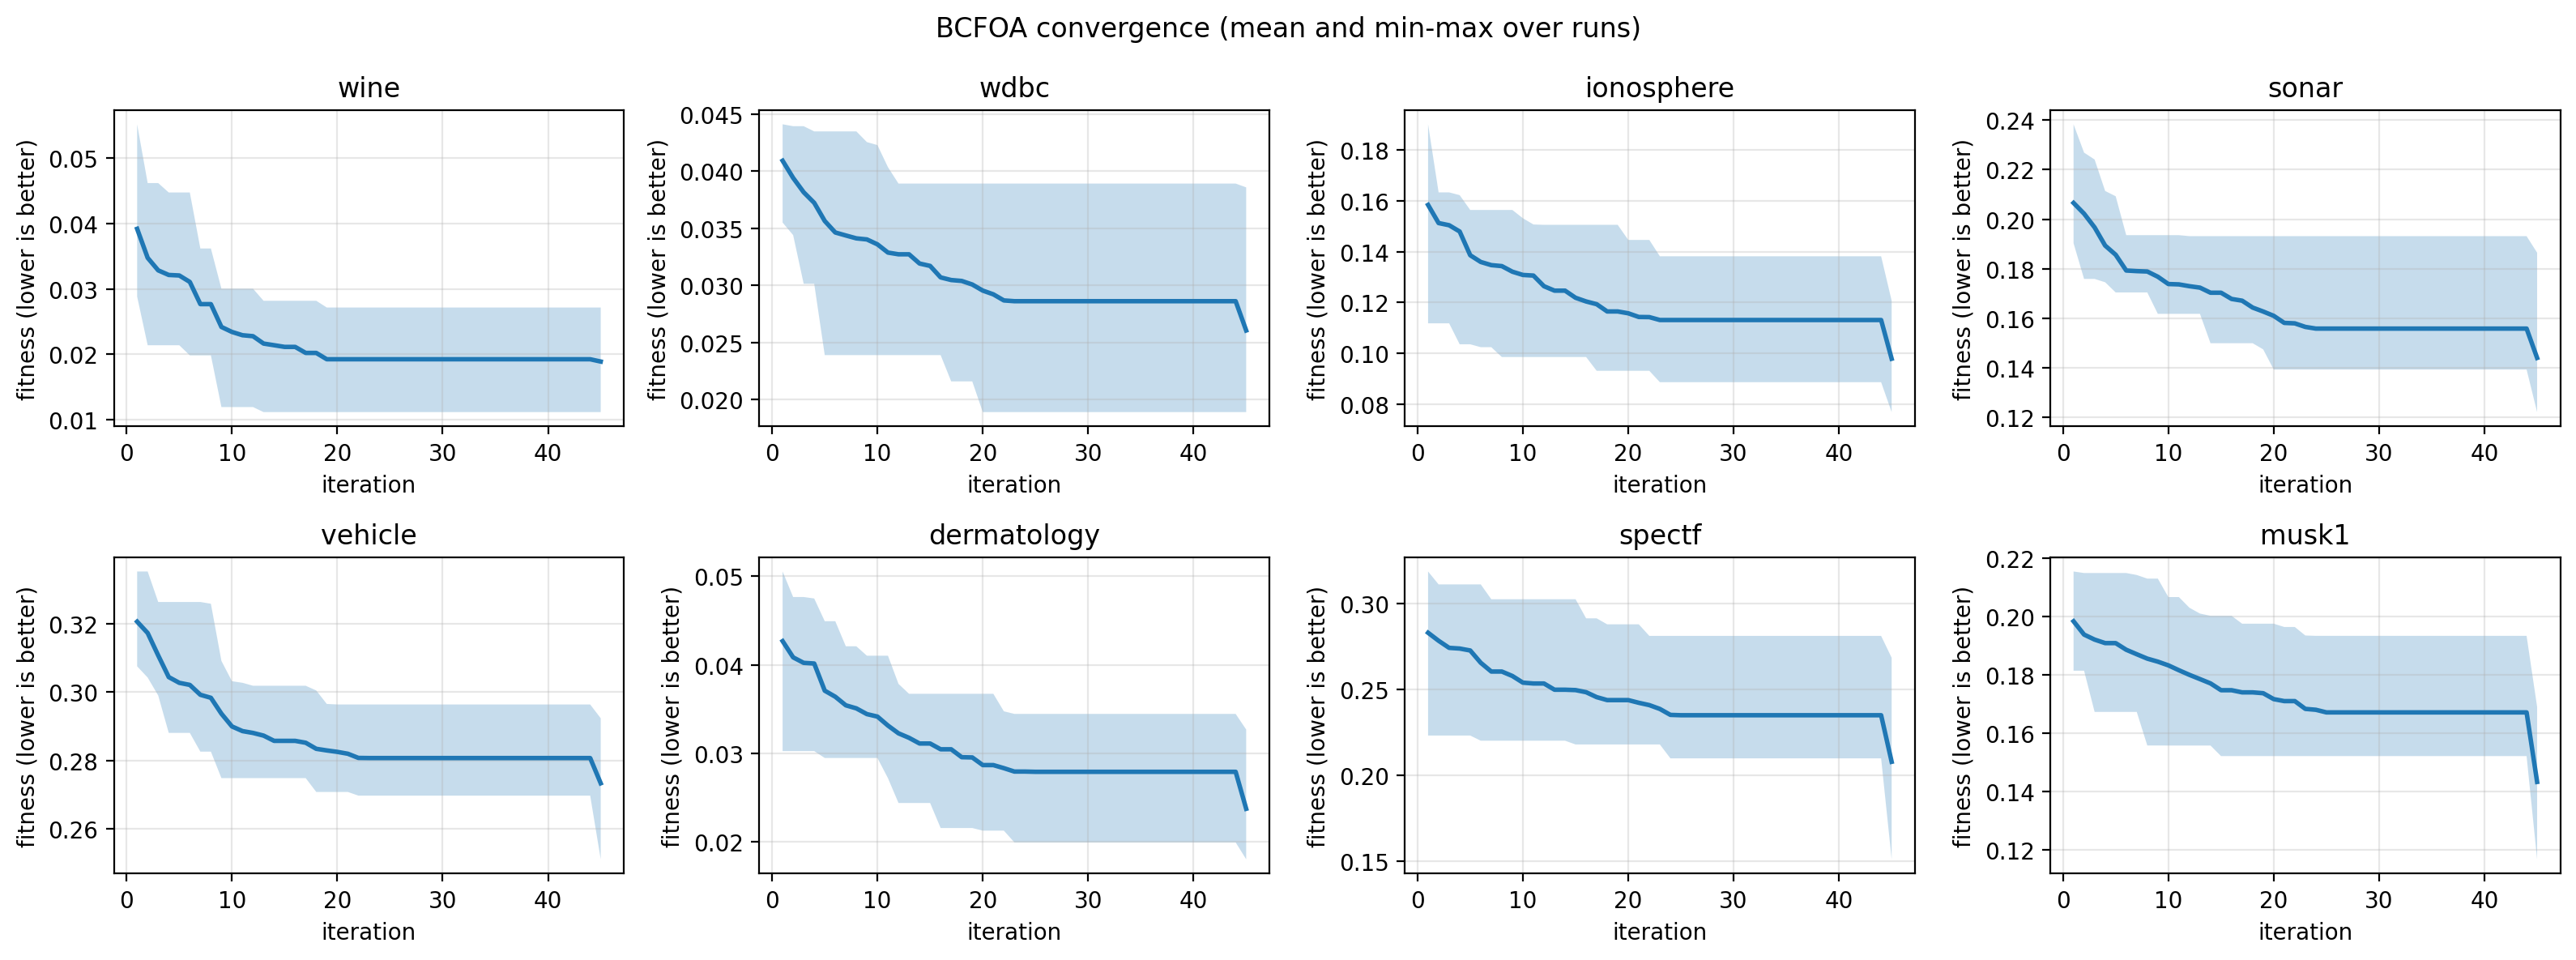 BCFOA convergence (mean and min-max over runs)
wine
fitness (lower is better)
0.05
0.04
0.03
0.02
0.01
0 10 20 30 40
iteration
wdbc
fitness (lower is better)
0.045
0.040
0.035
0.030
0.025
0.020
0 10 20 30 40
iteration
ionosphere
fitness (lower is better)
0.18
0.16
0.14
0.12
0.10
0.08
0 10 20 30 40
iteration
sonar
fitness (lower is better)
0.24
0.22
0.20
0.18
0.16
0.14
0.12
0 10 20 30 40
iteration
vehicle
fitness (lower is better)
0.32
0.30
0.28
0.26
0 10 20 30 40
iteration
dermatology
fitness (lower is better)
0.05
0.04
0.03
0.02
0 10 20 30 40
iteration
spectf
fitness (lower is better)
0.30
0.25
0.20
0.15
0 10 20 30 40
iteration
musk1
fitness (lower is better)
0.22
0.20
0.18
0.16
0.14
0.12
0 10 20 30 40
iteration